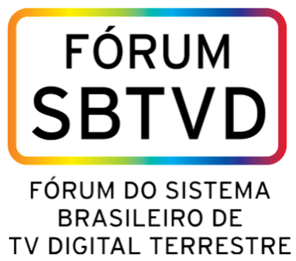 FÓRUM
SBTVD
FÓRUM DO SISTEMA
BRASILEIRO DE
TV DIGITAL TERRESTRE